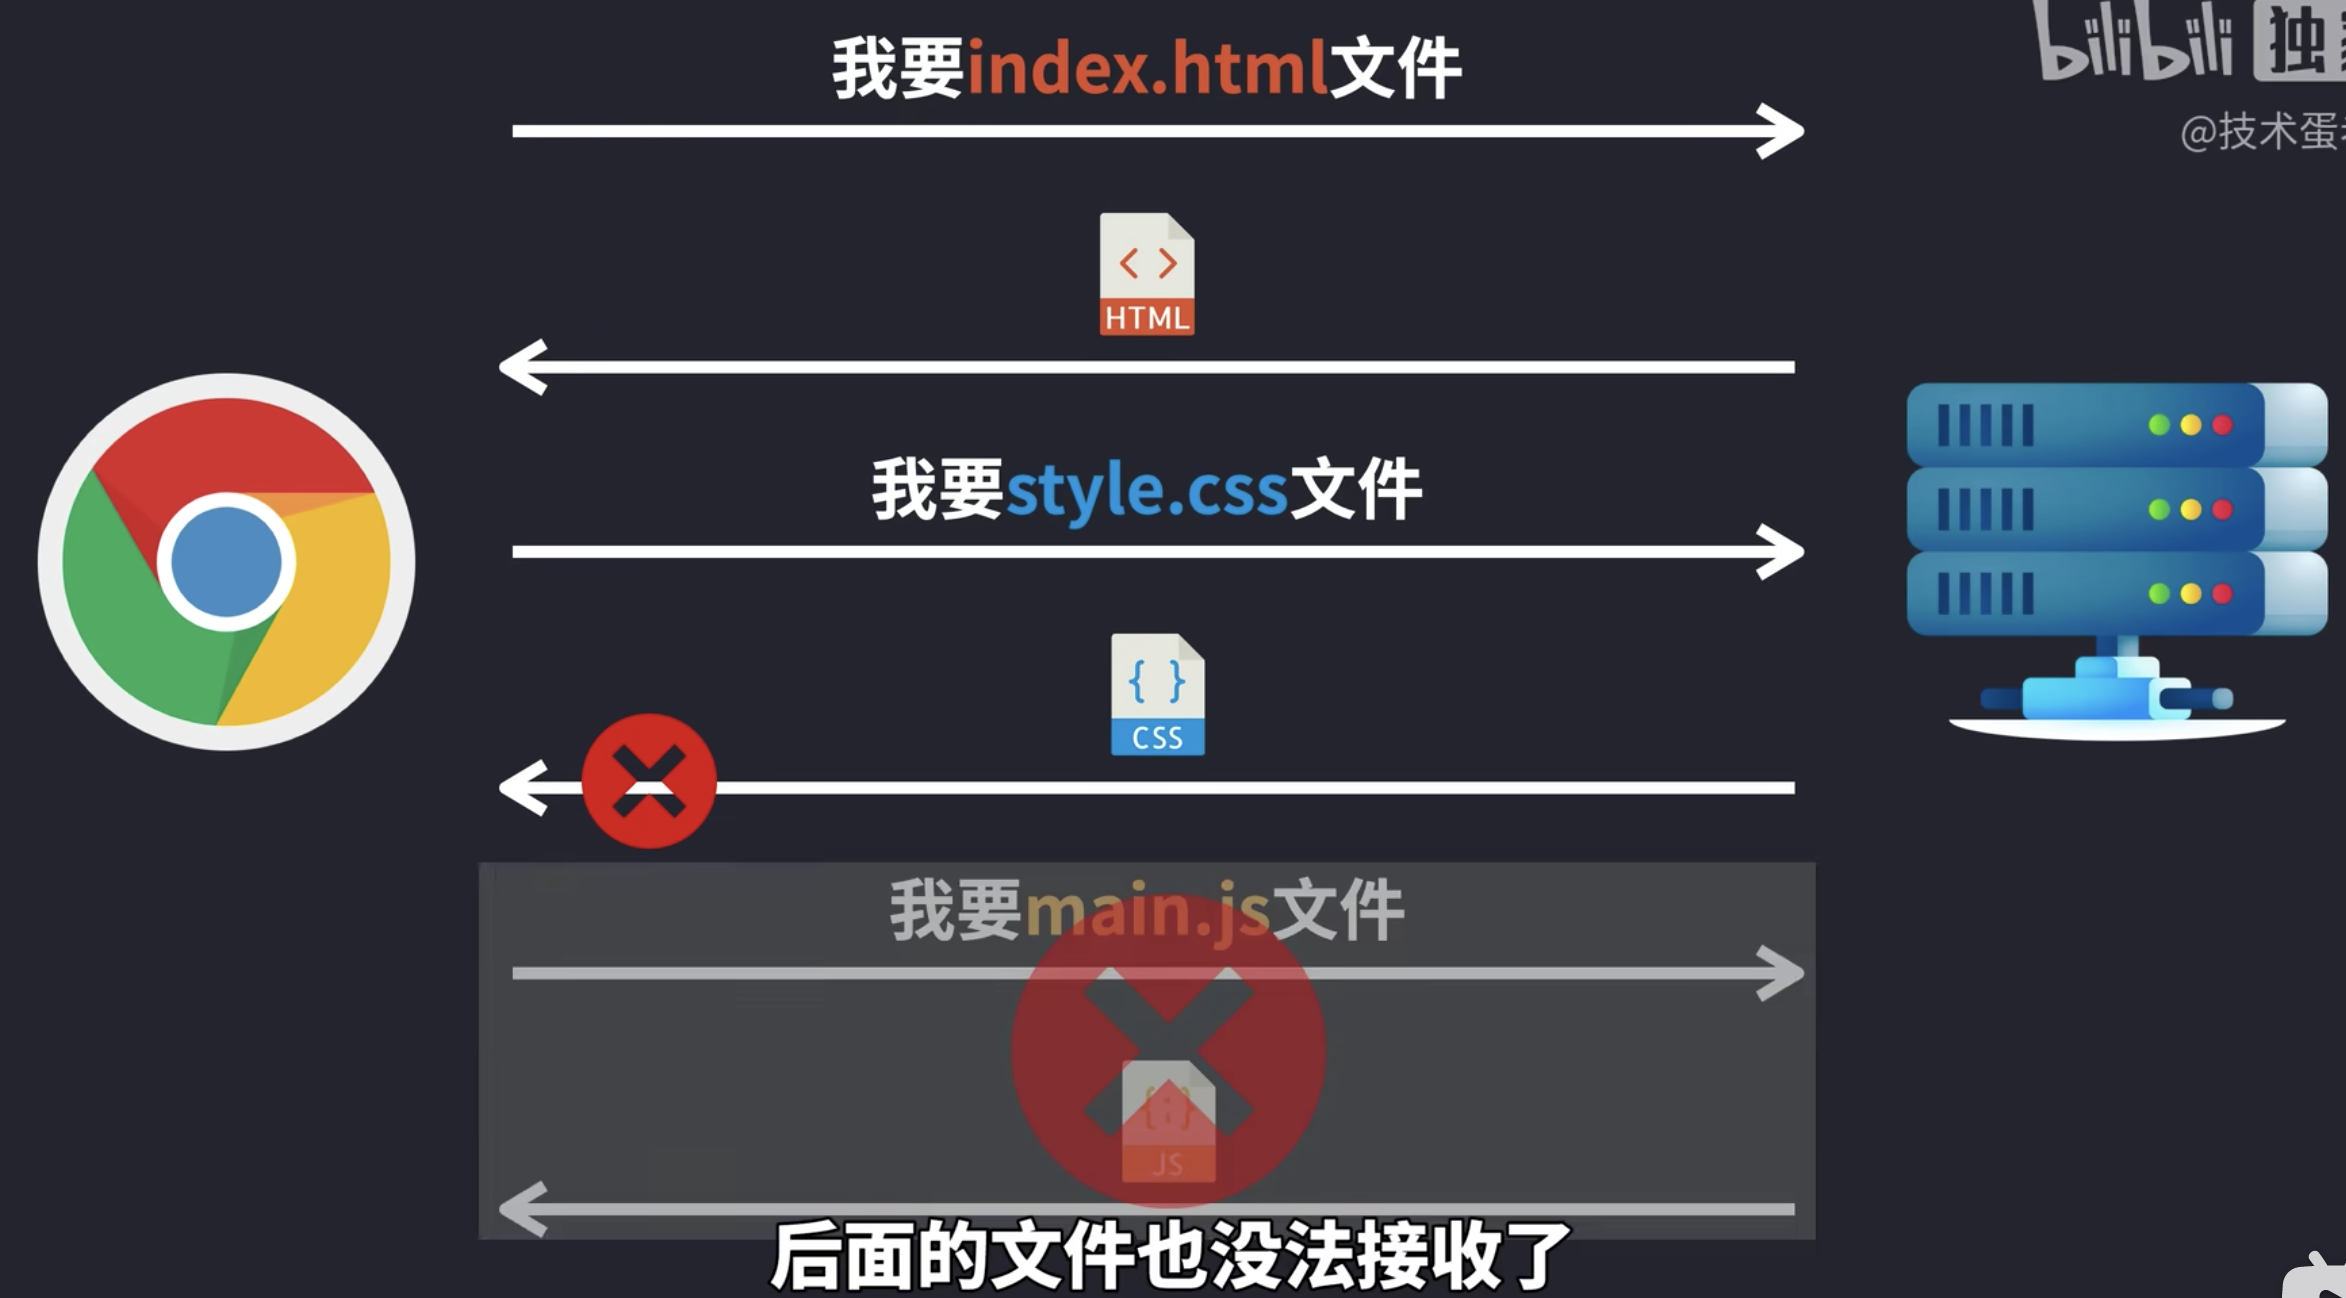 我要index.html文件
bilibili 独
@技术蛋
HTML
我要style.css文件
CSS
我要main.js文件
JS
后面的文件也没法接收了